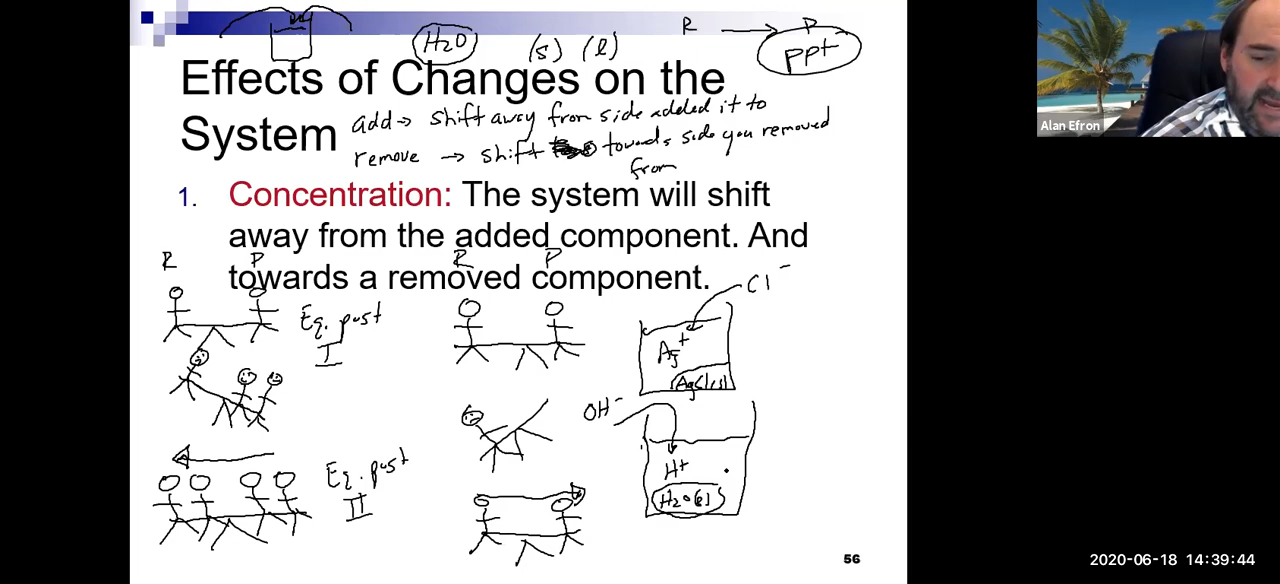 H2O
(s) (l)
R → P
ppt
Effects of Changes on the
System
add → shift away from side added it to
remove → shift towards side you removed
from
1. Concentration: The system will shift
away from the added component. And
towards a removed component.
R P
R P
Eq. post
I
Cl⁻
Ag⁺
AgCl(s)
OH⁻
H+
H2O(l)
Eq. post
II
56
Alan Efron
2020-06-18 14:39:44